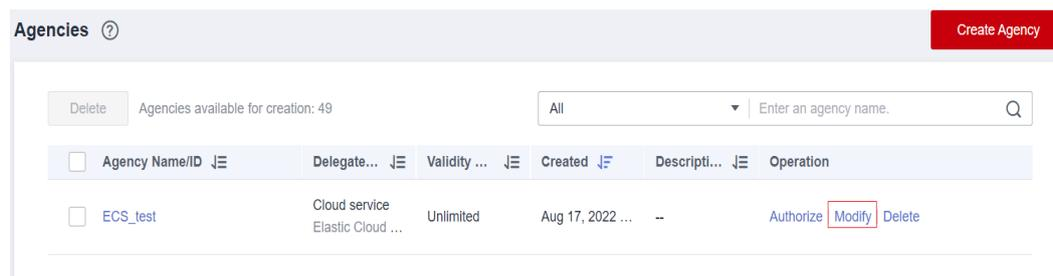 Agencies ?
Create Agency
Delete Agencies available for creation: 49 All Enter an agency name.
Agency Name/ID Delegate... Validity ... Created Descripti... Operation
ECS_test Cloud service Unlimited Aug 17, 2022 ... -- Authorize Modify Delete
Elastic Cloud ...